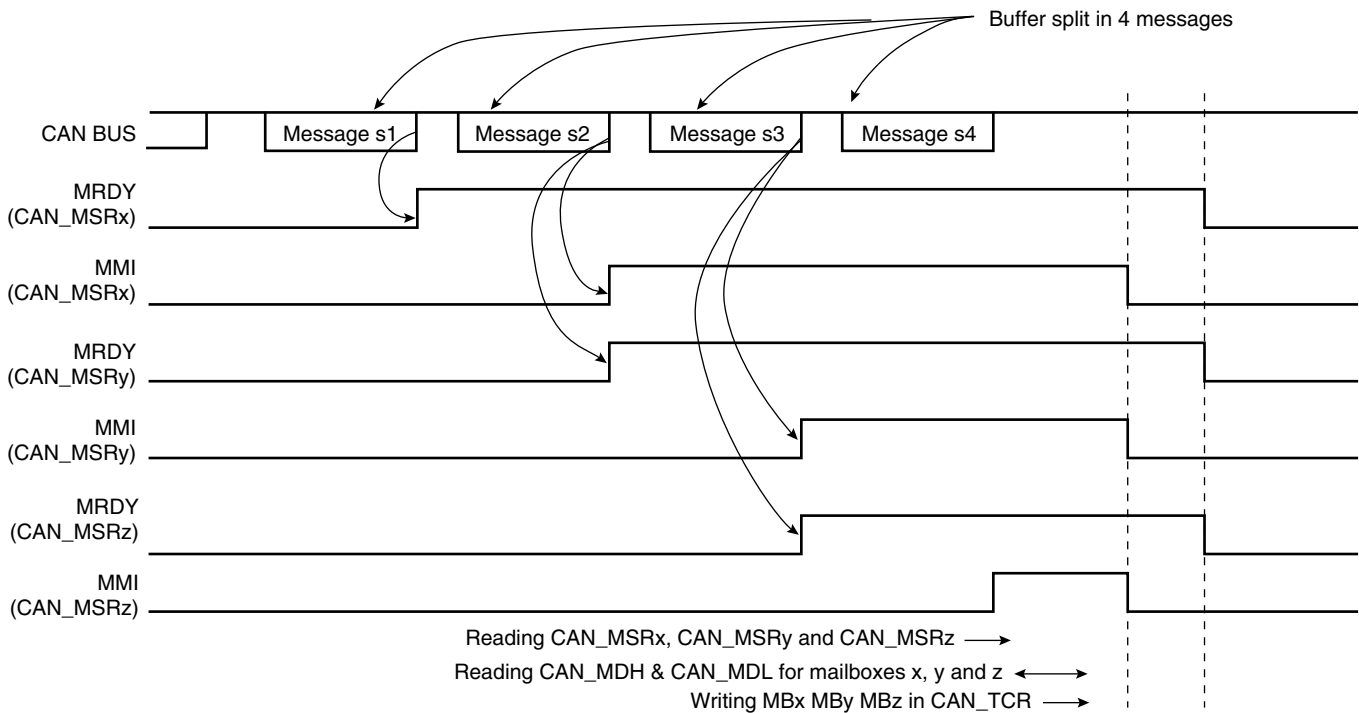 Buffer split in 4 messages
CAN BUS
Message s1
Message s2
Message s3
Message s4
MRDY
(CAN_MSRx)
MMI
(CAN_MSRx)
MRDY
(CAN_MSRy)
MMI
(CAN_MSRy)
MRDY
(CAN_MSRz)
MMI
(CAN_MSRz)
Reading CAN_MSRx, CAN_MSRy and CAN_MSRz
Reading CAN_MDH & CAN_MDL for mailboxes x, y and z
Writing MBx MBy MBz in CAN_TCR